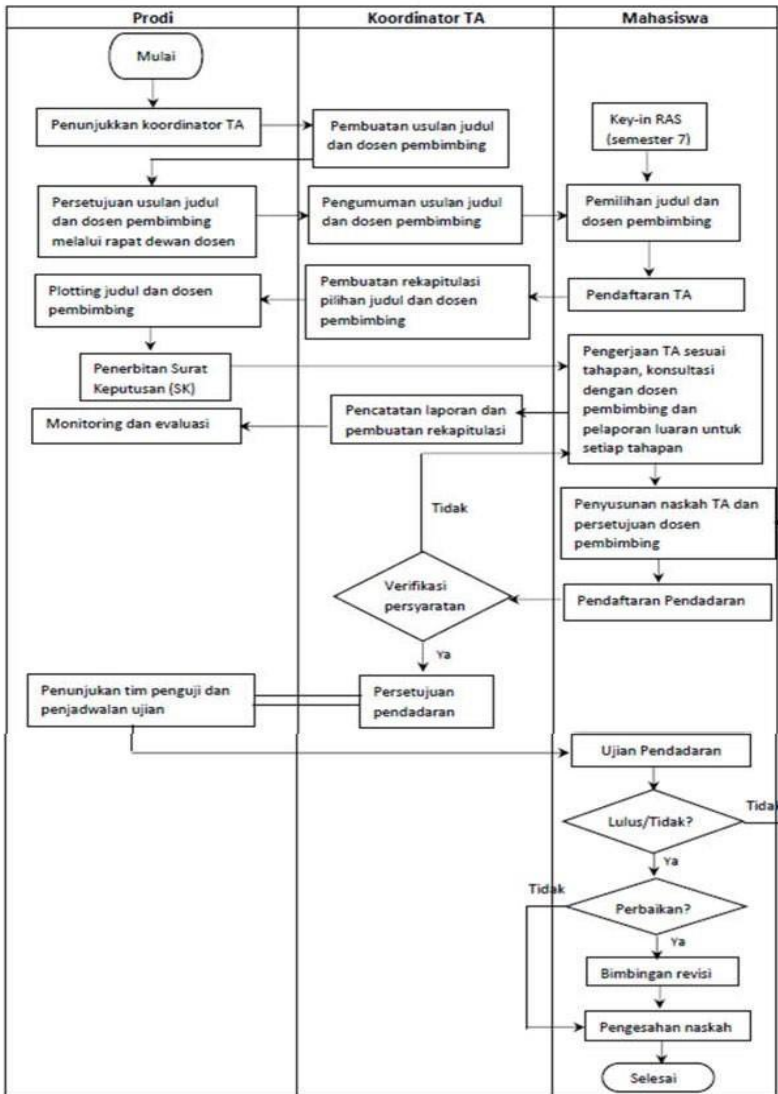 Prodi
Koordinator TA
Mahasiswa
Mulai
Penunjukkan koordinator TA
Pembuatan usulan judul
dan dosen pembimbing
Key-in RAS
(semester 7)
Persetujuan usulan judul
dan dosen pembimbing
melalui rapat dewan dosen
Pengumuman usulan judul
dan dosen pembimbing
Pemilihan judul dan
dosen pembimbing
Plotting judul dan dosen
pembimbing
Pembuatan rekapitulasi
pilihan judul dan dosen
pembimbing
Pendaftaran TA
Penerbitan Surat
Keputusan (SK)
Pengerjaan TA sesuai
tahapan, konsultasi
dengan dosen
pembimbing dan
pelaporan luaran untuk
setiap tahapan
Monitoring dan evaluasi
Pencatatan laporan dan
pembuatan rekapitulasi
Tidak
Penyusunan naskah TA dan
persetujuan dosen
pembimbing
Verifikasi
persyaratan
Pendaftaran Pendadaran
Ya
Penunjukan tim penguji dan
penjadwalan ujian
Persetujuan
pendadaran
Ujian Pendadaran
Lulus/Tidak?
Tidak
Ya
Tidak
Perbaikan?
Ya
Bimbingan revisi
Pengesahan naskah
Selesai